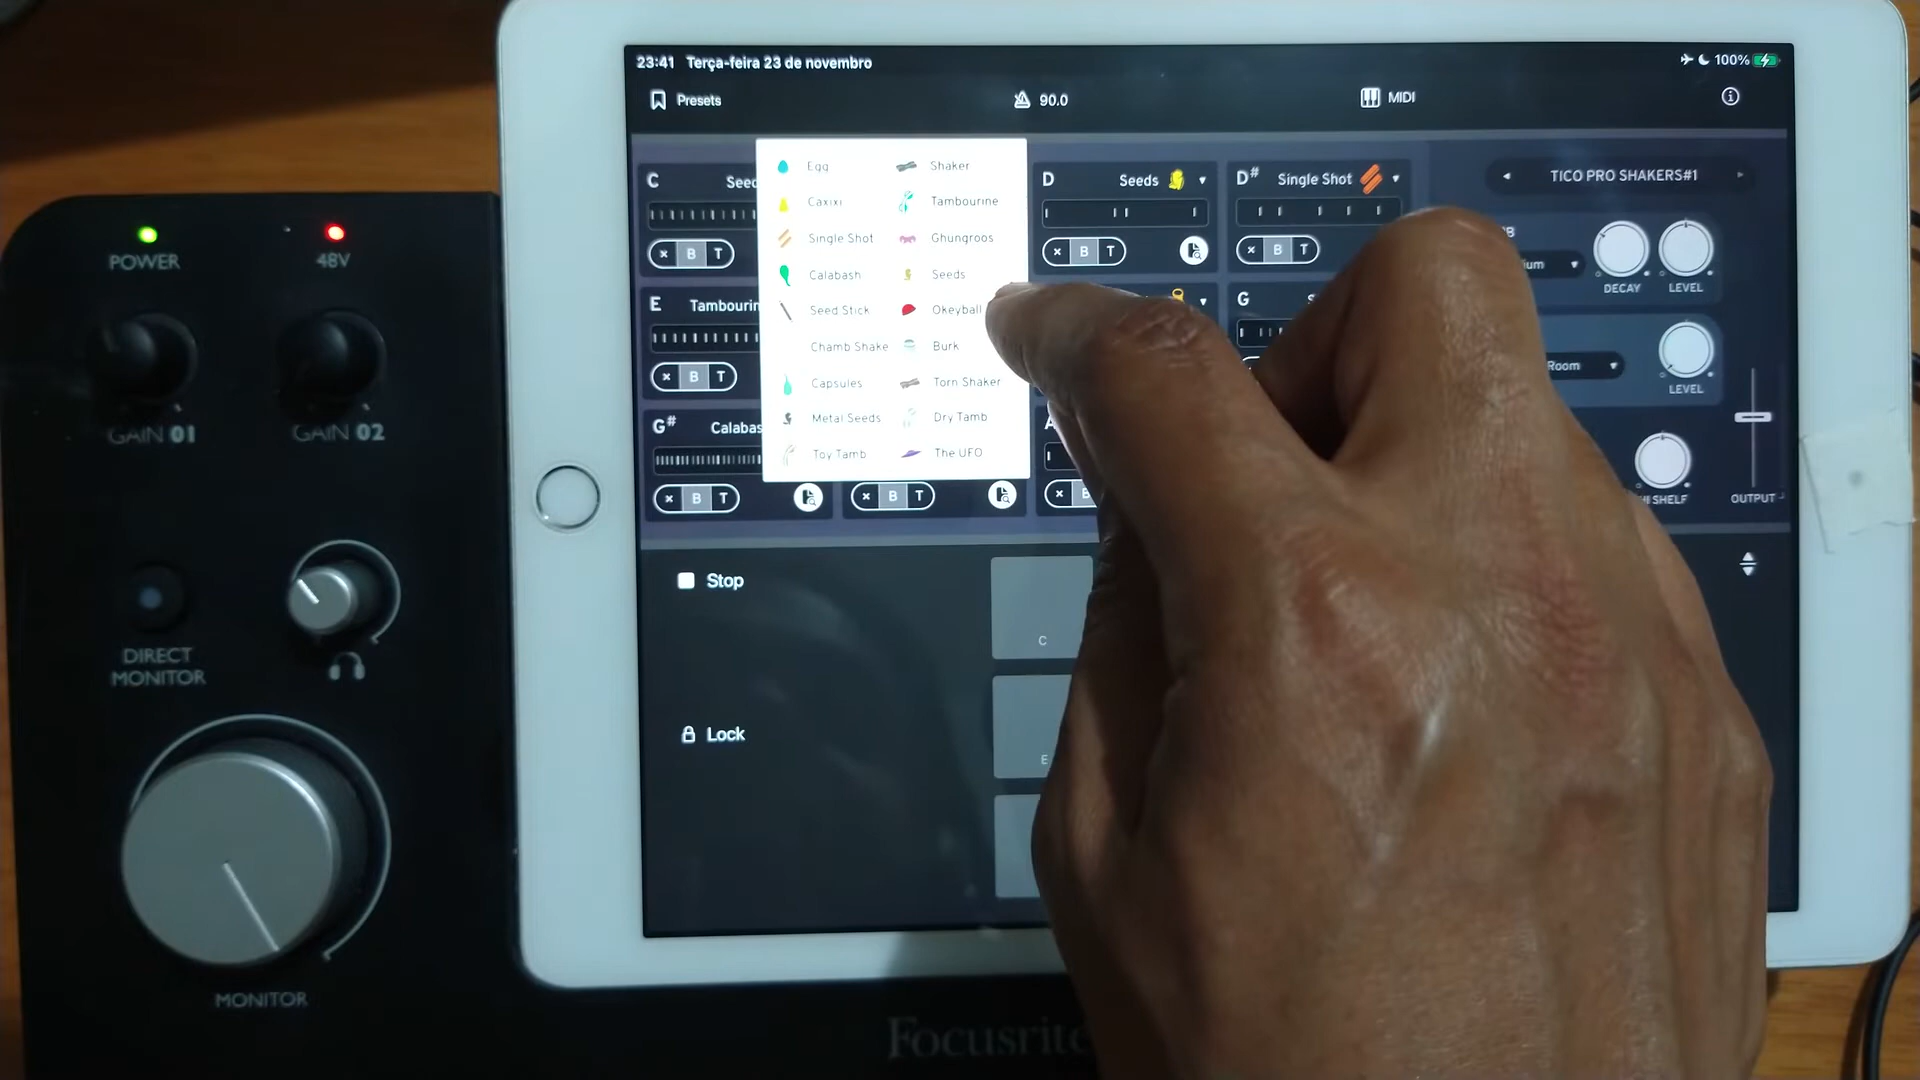 23:41 Terça-feira 23 de novembro
100%
Presets
90.0
MIDI
C
Egg Shaker
Caxixi Tambourine
Single Shot Ghungroos
Calabash Seeds
Seed Stick Okeyball
Chamb Shake Burk
Capsules Torn Shaker
Metal Seeds Dry Tamb
Toy Tamb The UFO
D Seeds
D# Single Shot
TICO PRO SHAKERS#1
× B T
× B T
× B T
DECAY LEVEL
E
G
× B T
Room
LEVEL
G#
× B T
× B T
×
OUTPUT
Stop
C
Lock
E
POWER
48V
GAIN 01
GAIN 02
DIRECT
MONITOR
MONITOR
Focusrite